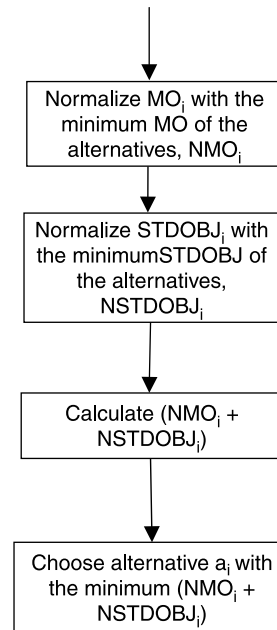 Normalize MOᵢ with the
minimum MO of the
alternatives, NMOᵢ
Normalize STDOBJᵢ with
the minimumSTDOBJ of
the alternatives,
NSTDOBJᵢ
Calculate (NMOᵢ +
NSTDOBJᵢ)
Choose alternative aᵢ with
the minimum (NMOᵢ +
NSTDOBJᵢ)